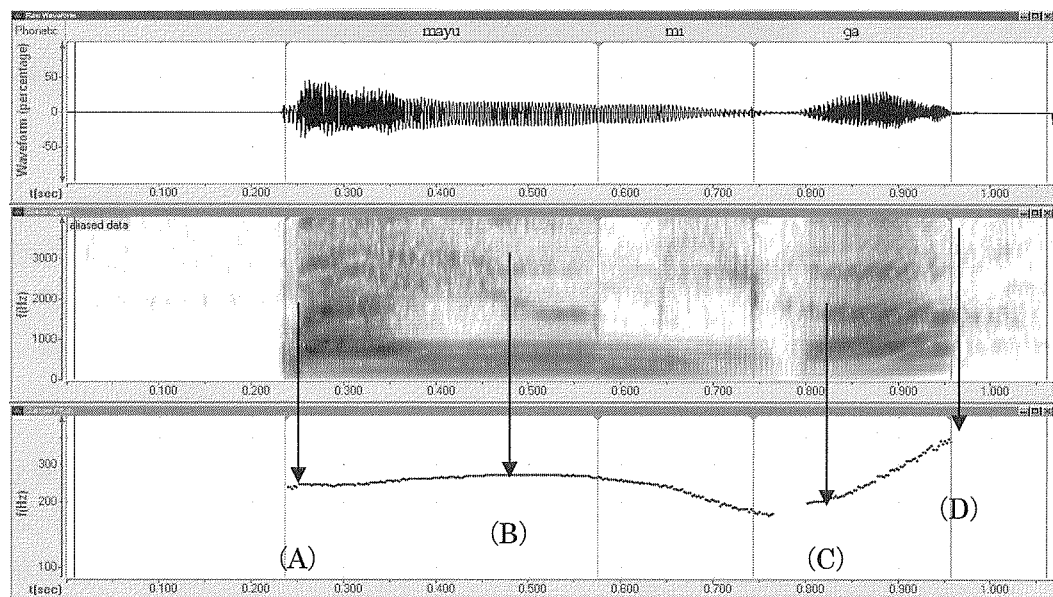 Raw Waveform
Phonetic mayu mi ga
Waveform (percentage)
50
0
-50
t[sec] 0.100 0.200 0.300 0.400 0.500 0.600 0.700 0.800 0.900 1.000
aliased data
f(Hz)
3000
2000
1000
0
0.100 0.200 0.300 0.400 0.500 0.600 0.700 0.800 0.900 1.000
f(Hz)
300
200
100
(A) (B) (C) (D)
t[sec] 0.100 0.200 0.300 0.400 0.500 0.600 0.700 0.800 0.900 1.000